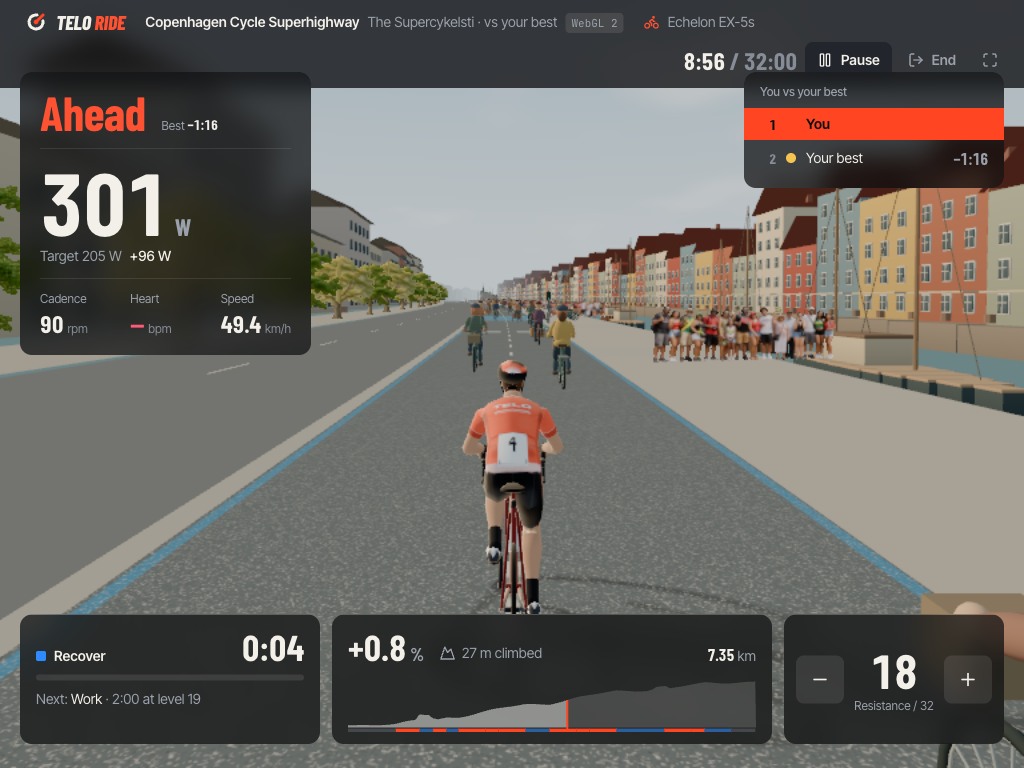 TELO RIDE Copenhagen Cycle Superhighway The Supercykelsti · vs your best WebGL 2 Echelon EX-5s
8:56 / 32:00 Pause End
Ahead Best −1:16
301 W
Target 205 W +96 W
Cadence Heart Speed
90 rpm – bpm 49.4 km/h
You vs your best
1 You
2 Your best −1:16
TELO
4
Recover 0:04
Next: Work · 2:00 at level 19
+0.8 % 27 m climbed 7.35 km
− 18 +
Resistance / 32